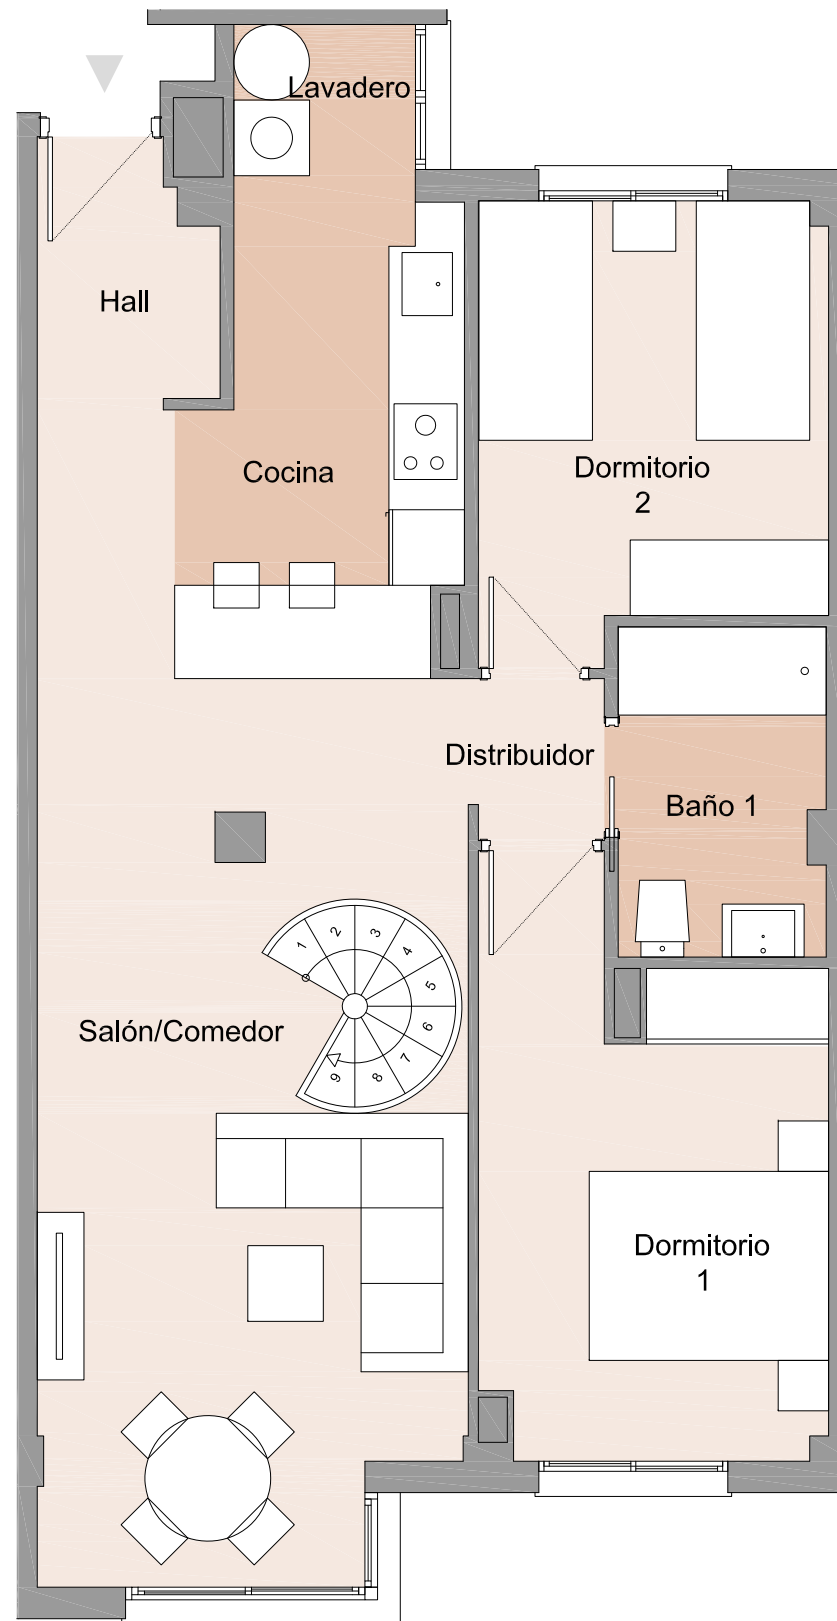 Lavadero
Hall
Cocina
Dormitorio
2
Distribuidor
Baño 1
1
2
3
4
5
6
7
8
9
Salón/Comedor
Dormitorio
1